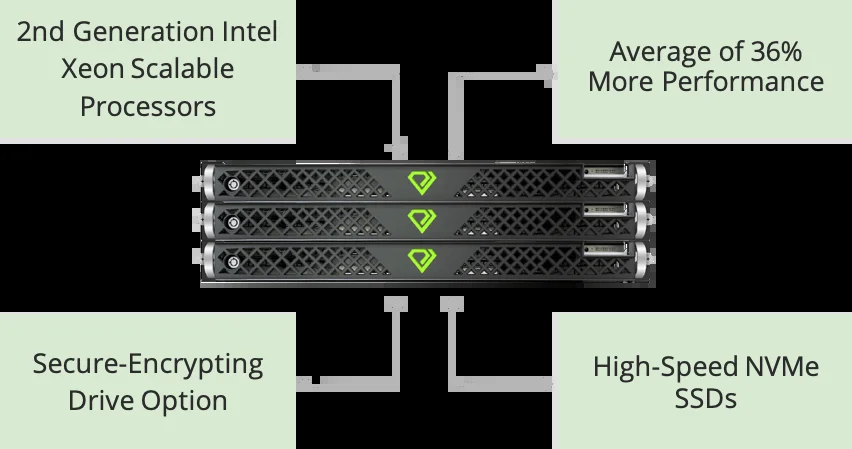 2nd Generation Intel
Xeon Scalable
Processors
Average of 36%
More Performance
Secure-Encrypting
Drive Option
High-Speed NVMe
SSDs